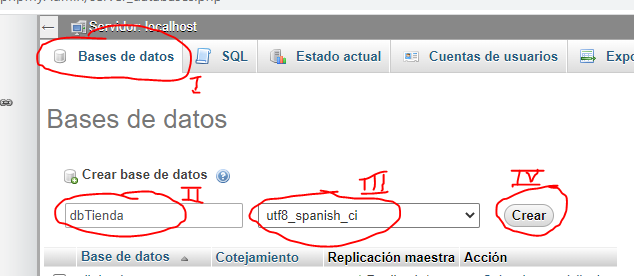 Servidor: localhost
Bases de datos SQL Estado actual Cuentas de usuarios Expo
I
Bases de datos
Crear base de datos
II III IV
dbTienda utf8_spanish_ci Crear
Base de datos Cotejamiento Replicación maestra Acción